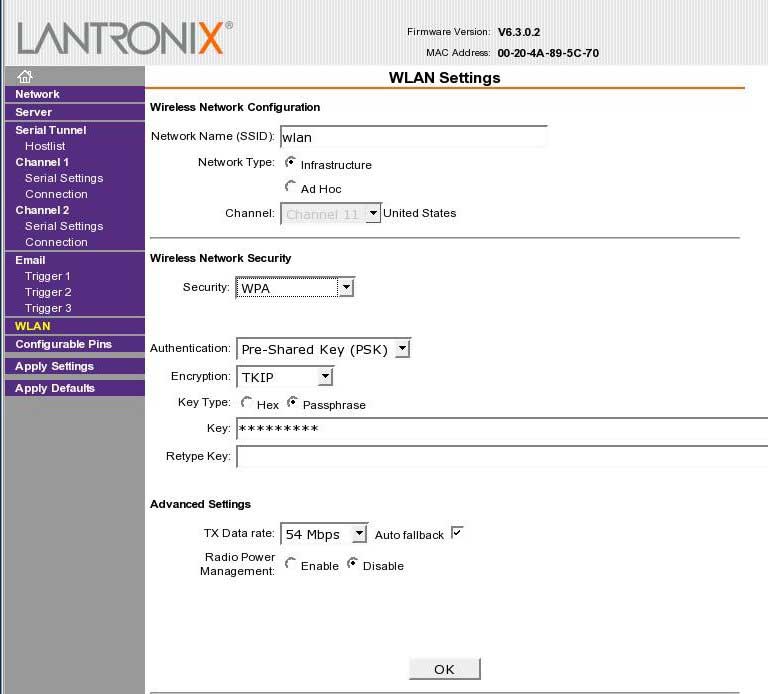 LANTRONIX®
Firmware Version: V6.3.0.2
MAC Address: 00-20-4A-89-5C-70
Network
Server
Serial Tunnel
Hostlist
Channel 1
Serial Settings
Connection
Channel 2
Serial Settings
Connection
Email
Trigger 1
Trigger 2
Trigger 3
WLAN
Configurable Pins
Apply Settings
Apply Defaults
WLAN Settings
Wireless Network Configuration
Network Name (SSID): wlan
Network Type: Infrastructure
Ad Hoc
Channel: Channel 11 United States
Wireless Network Security
Security: WPA
Authentication: Pre-Shared Key (PSK)
Encryption: TKIP
Key Type: Hex Passphrase
Key: *********
Retype Key:
Advanced Settings
TX Data rate: 54 Mbps Auto fallback
Radio Power
Management: Enable Disable
OK